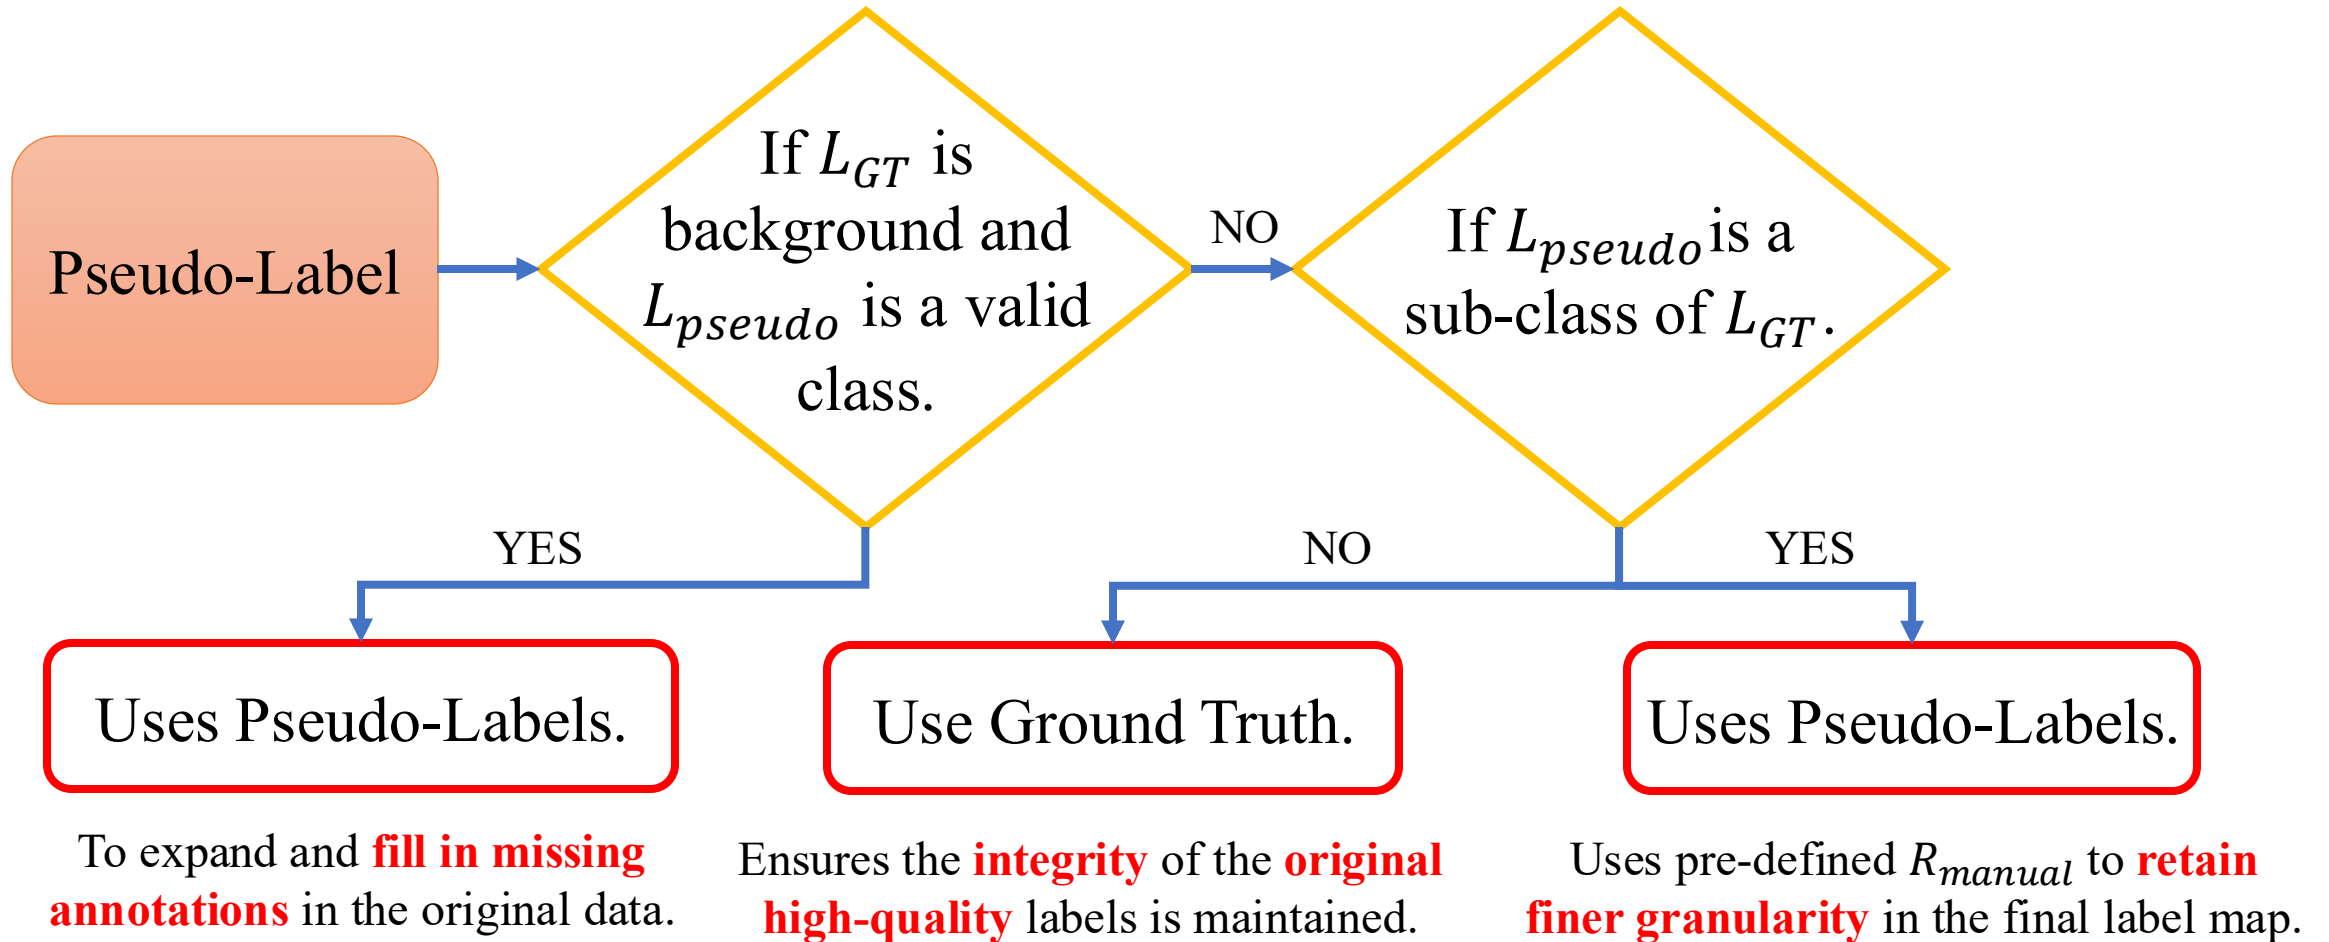 Pseudo-Label
If L_GT is
background and
L_pseudo is a valid
class.
NO
If L_pseudo is a
sub-class of L_GT.
YES
NO
YES
Uses Pseudo-Labels.
Use Ground Truth.
Uses Pseudo-Labels.
To expand and fill in missing
annotations in the original data.
Ensures the integrity of the original
high-quality labels is maintained.
Uses pre-defined R_manual to retain
finer granularity in the final label map.